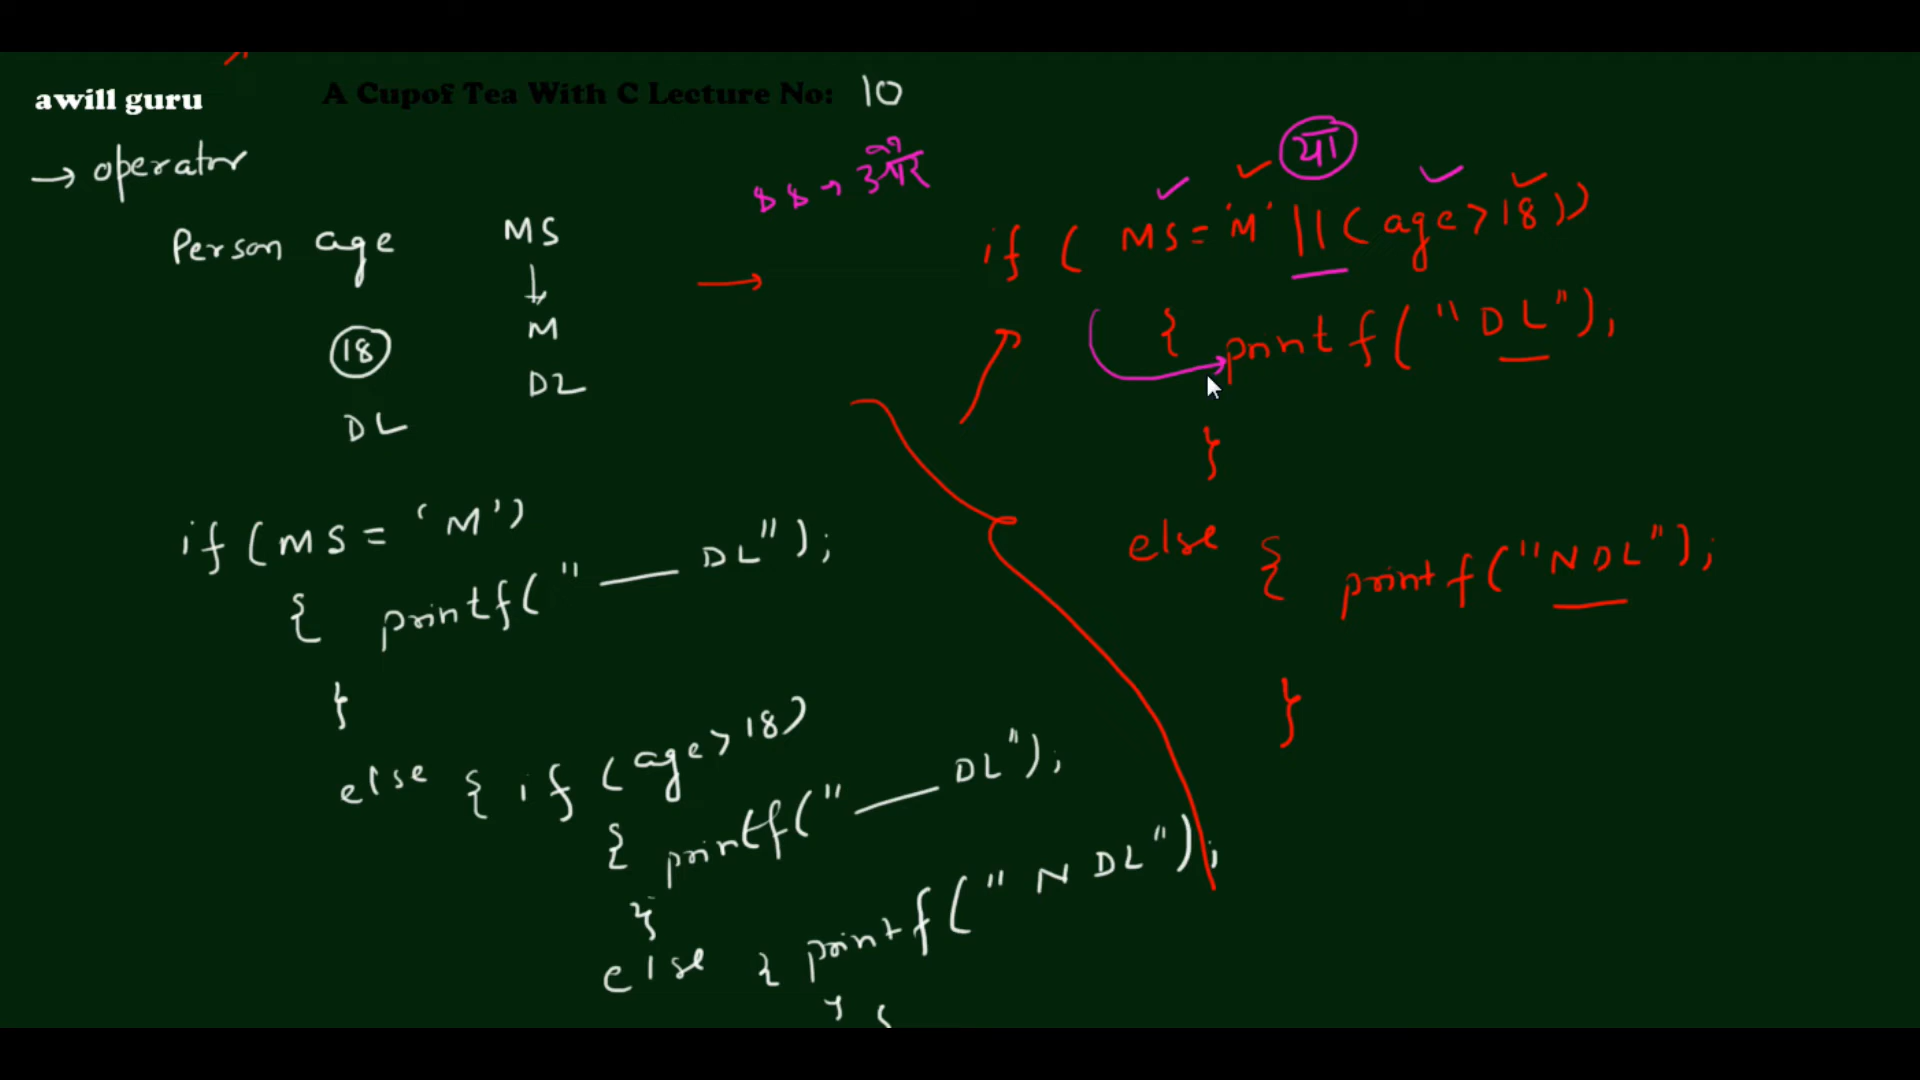 awill guru
A Cupof Tea With C Lecture No: 10
→ operator
Person age MS
18 M
DL DL
→
if (MS = 'M')
{ printf(" ___ DL");
}
else { if (age > 18)
{ printf(" ___ DL");
}
else { printf(" N DL");
}
&& → और
या
if ( MS = 'M' || (age > 18))
{ printf(" DL");
}
else { printf("NDL");
}